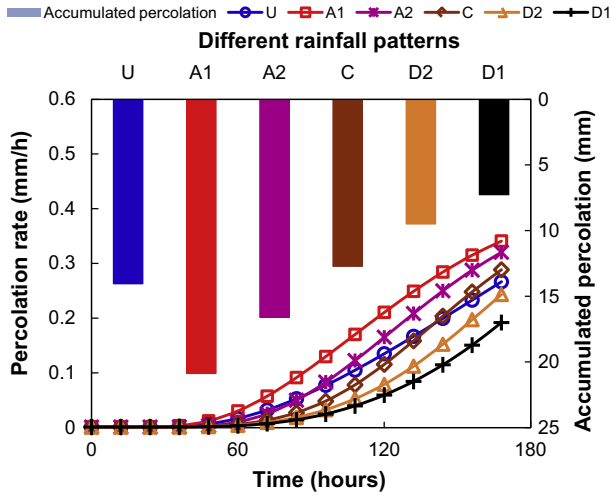 Accumulated percolation U A1 A2 C D2 D1
Different rainfall patterns
U A1 A2 C D2 D1
0.6 0
0.5 5
0.4 10
0.3 15
0.2 20
0.1
0 25
Percolation rate (mm/h)
Accumulated percolation (mm)
0 60 120 180
Time (hours)